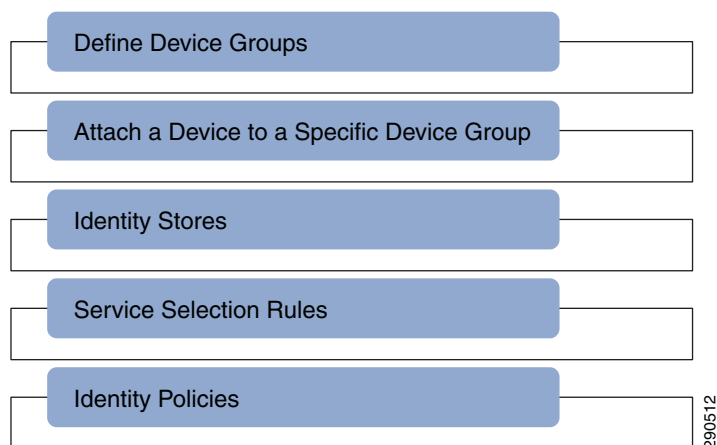 Define Device Groups
Attach a Device to a Specific Device Group
Identity Stores
Service Selection Rules
Identity Policies
290512